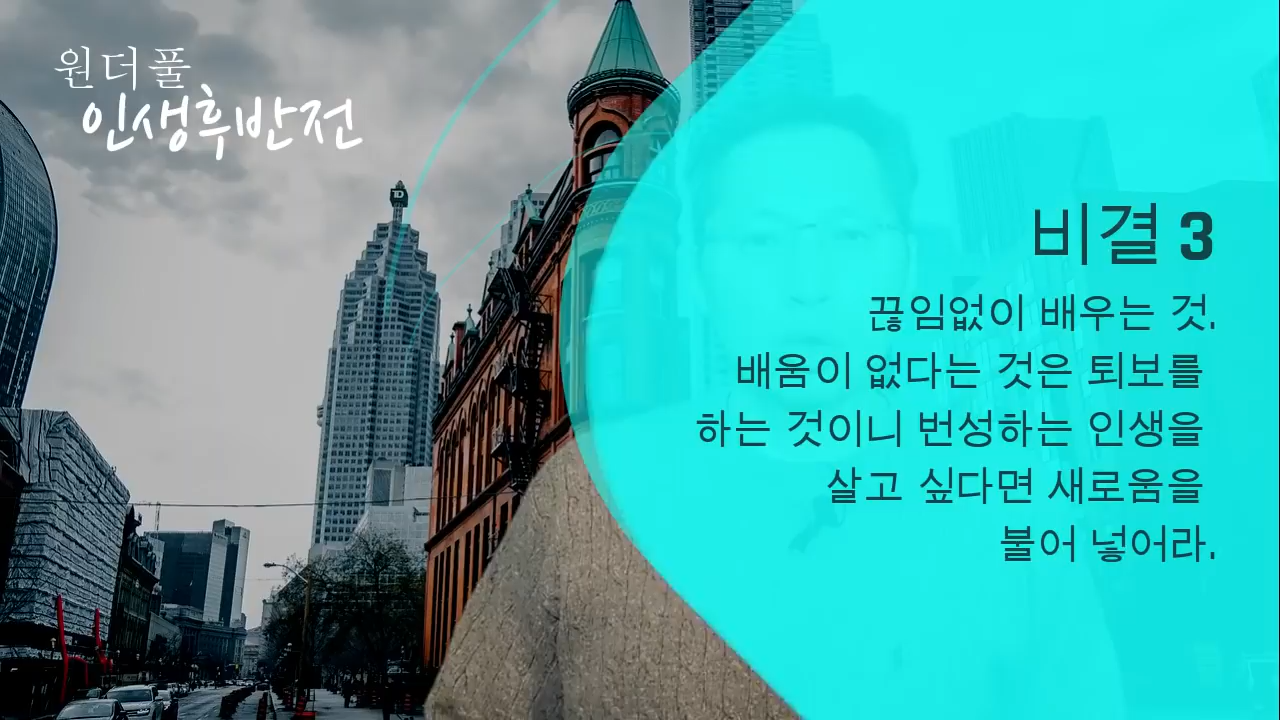 원더풀
인생후반전
TD
비결 3
끊임없이 배우는 것.
배움이 없다는 것은 퇴보를
하는 것이니 번성하는 인생을
살고 싶다면 새로움을
불어 넣어라.